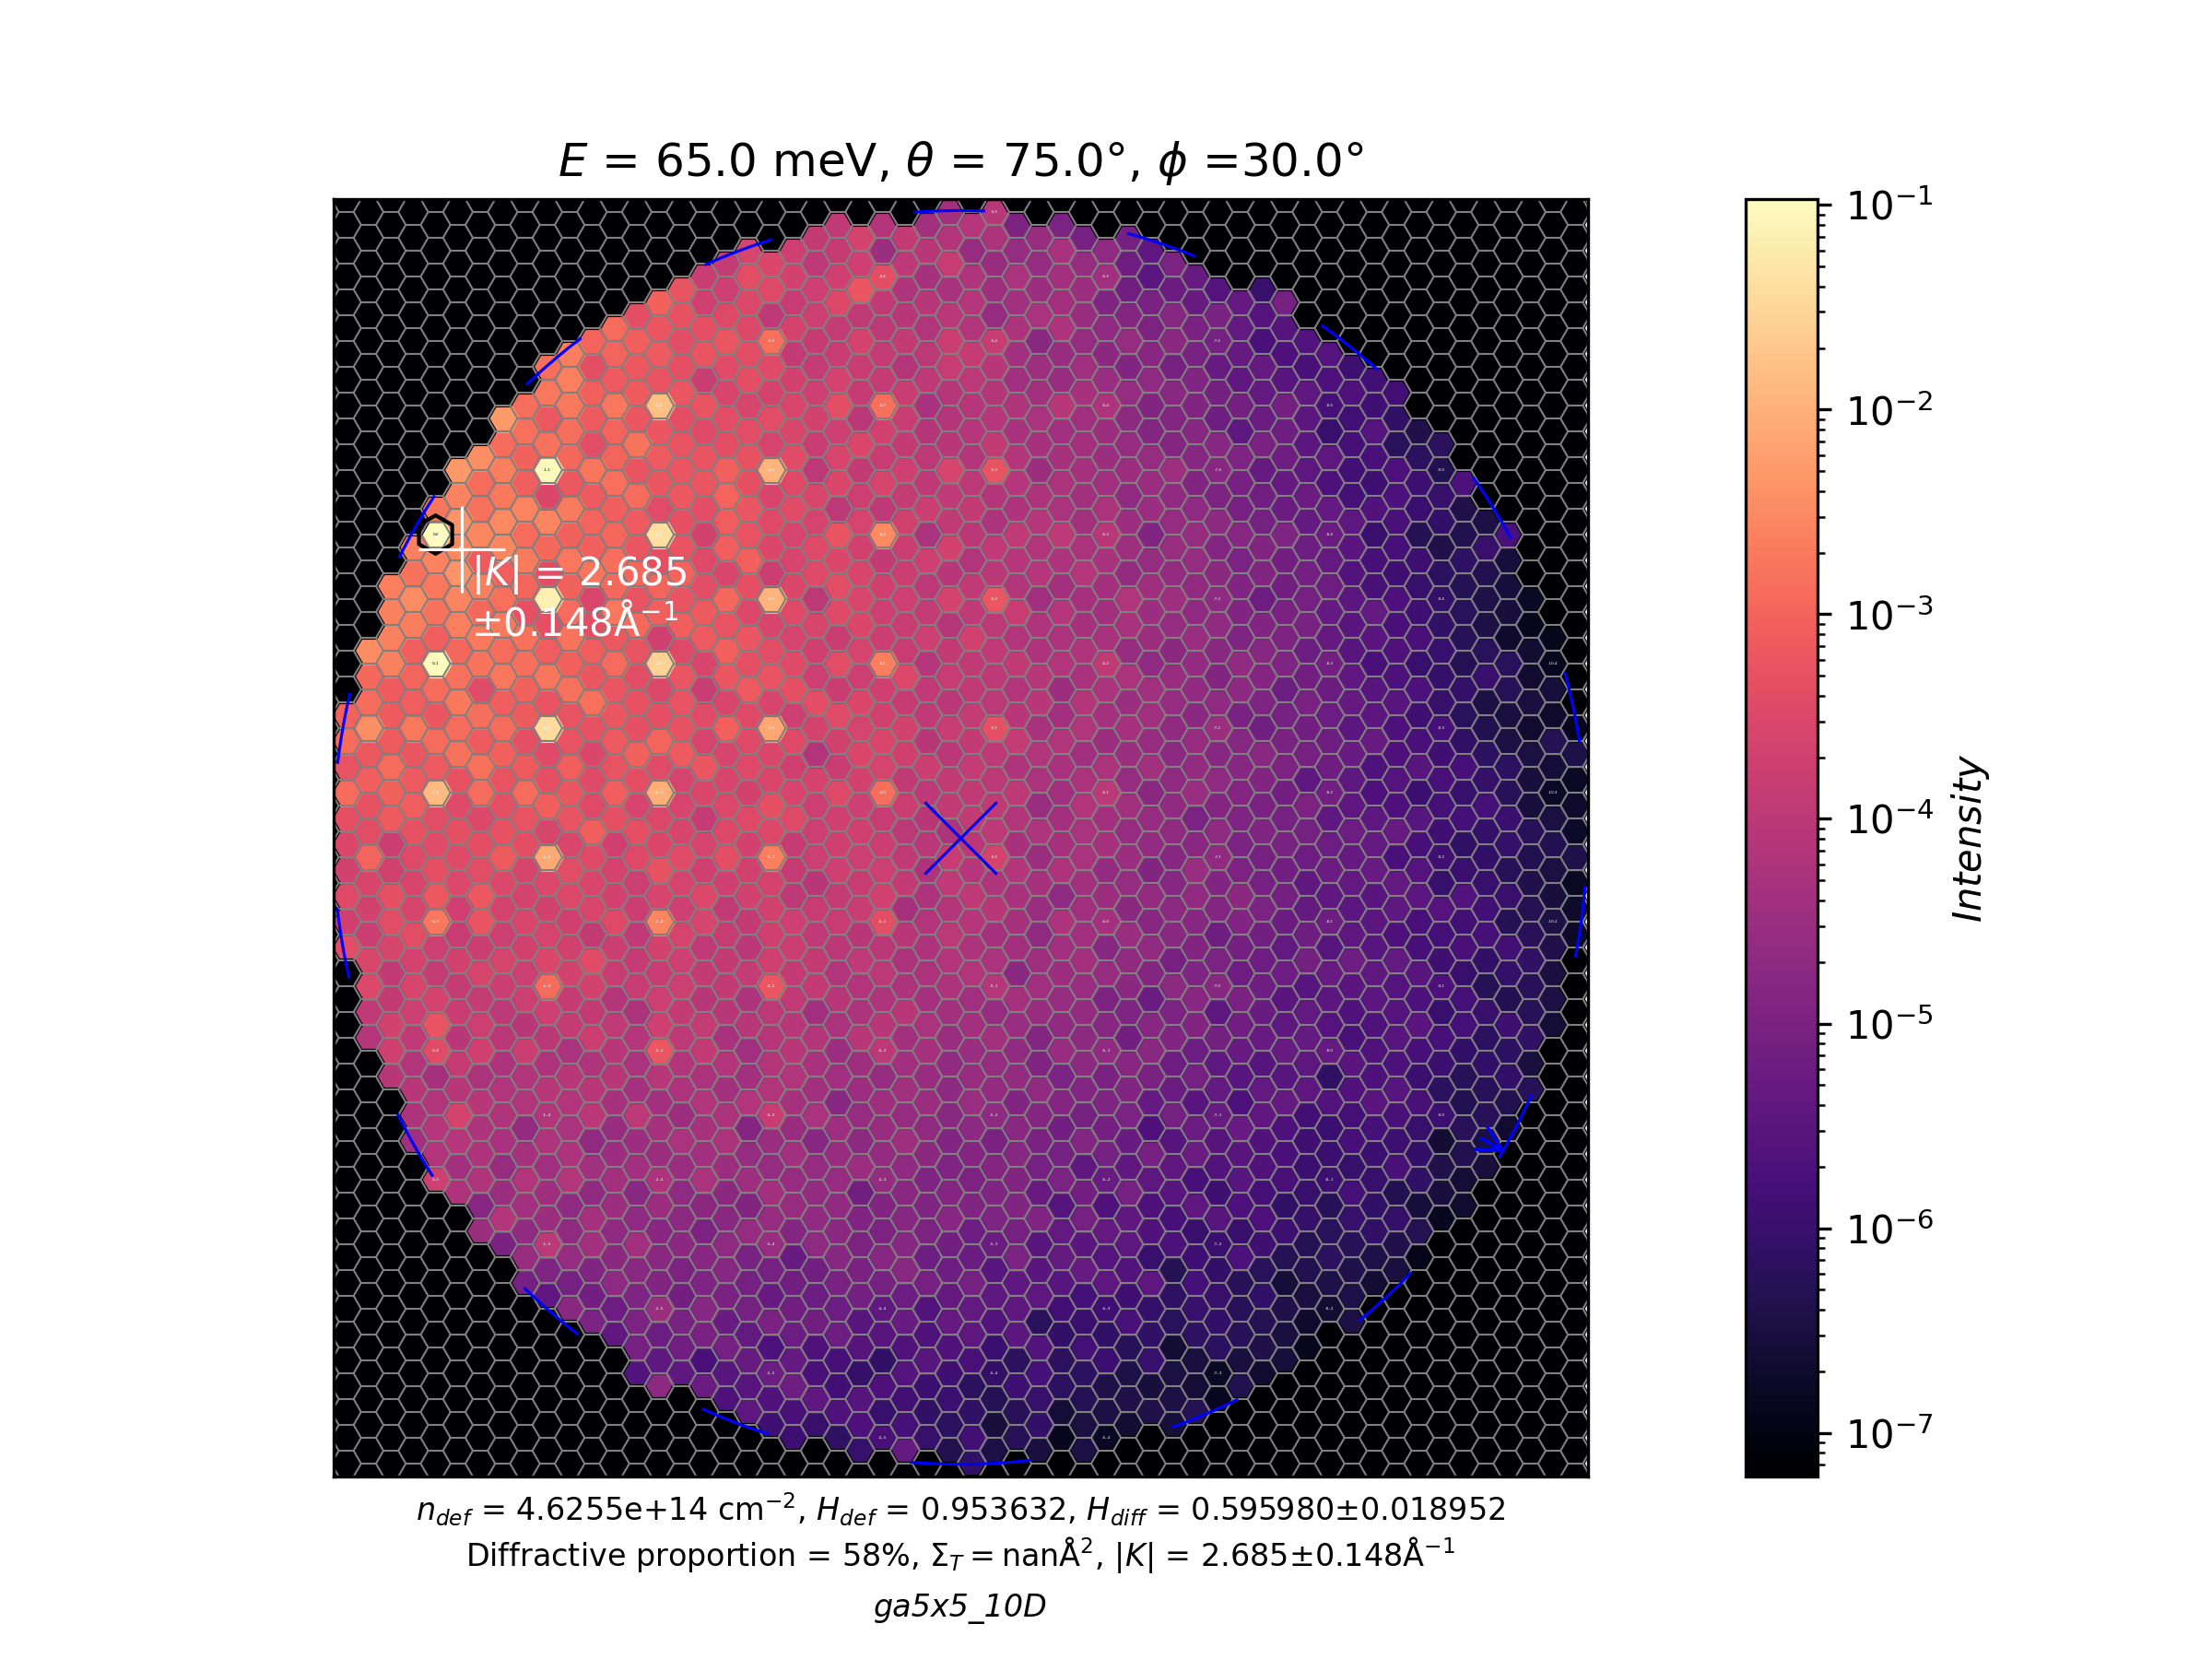 E = 65.0 meV, θ = 75.0°, ϕ =30.0°
|K| = 2.685
±0.148Å⁻¹
10⁻¹
10⁻²
10⁻³
10⁻⁴
10⁻⁵
10⁻⁶
10⁻⁷
Intensity
n_def = 4.6255e+14 cm⁻², H_def = 0.953632, H_diff = 0.595980±0.018952
Diffractive proportion = 58%, Σ_T = nanÅ², |K| = 2.685±0.148Å⁻¹
ga5x5_10D